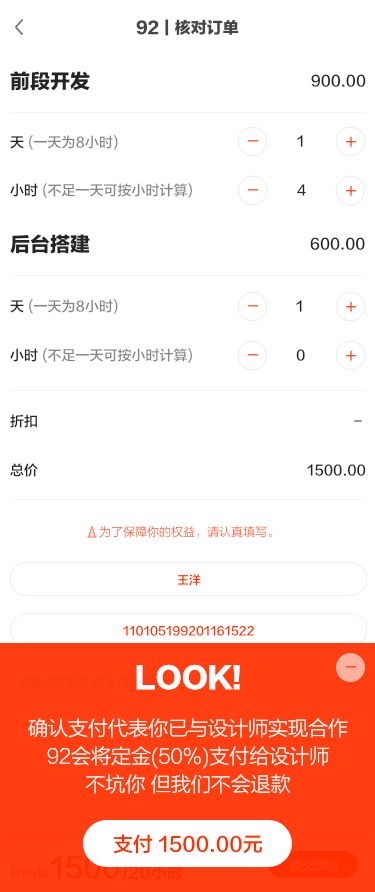 92 | 核对订单
前段开发 900.00
天 (一天为8小时) － 1 ＋
小时 (不足一天可按小时计算) － 4 ＋
后台搭建 600.00
天 (一天为8小时) － 1 ＋
小时 (不足一天可按小时计算) － 0 ＋
折扣 －
总价 1500.00
为了保障你的权益，请认真填写。
王洋
110105199201161522
LOOK!
确认支付代表你已与设计师实现合作
92会将定金(50%)支付给设计师
不坑你 但我们不会退款
支付 1500.00元
Rmb 1500 /20小时 提交预约